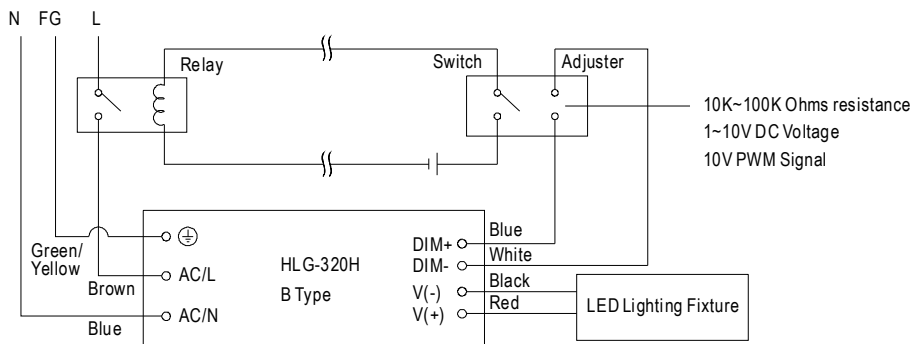 N FG L
Relay
Switch
Adjuster
10K~100K Ohms resistance
1~10V DC Voltage
10V PWM Signal
Green/
Yellow
Brown
Blue
AC/L
AC/N
HLG-320H
B Type
DIM+
DIM-
V(-)
V(+)
Blue
White
Black
Red
LED Lighting Fixture